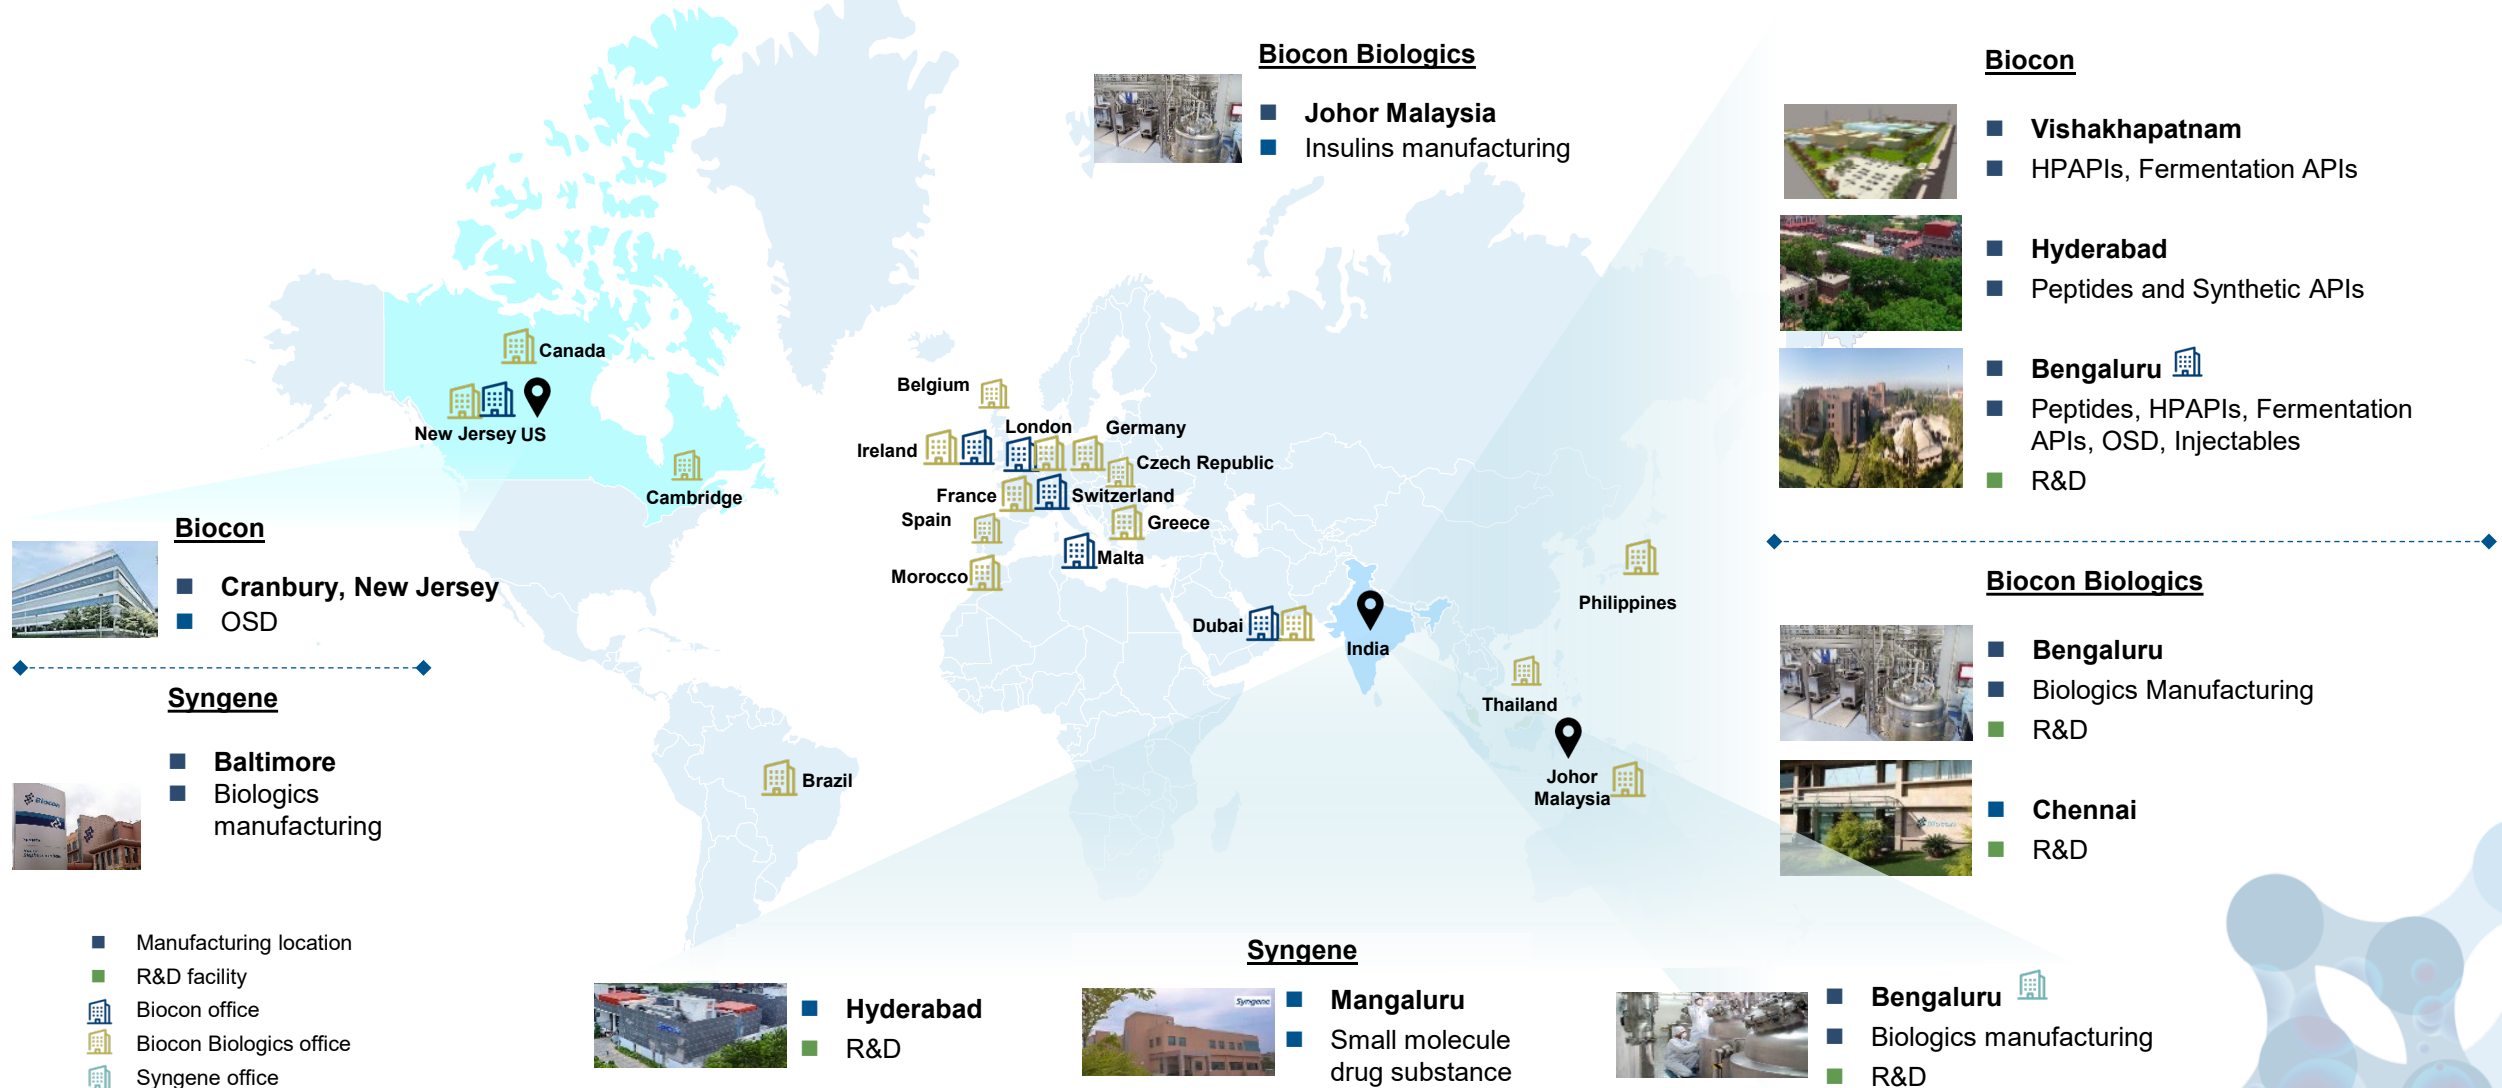 Biocon Biologics
Johor Malaysia
Insulins manufacturing
Biocon
Vishakhapatnam
HPAPIs, Fermentation APIs
Hyderabad
Peptides and Synthetic APIs
Bengaluru
Peptides, HPAPIs, Fermentation
APIs, OSD, Injectables
R&D
Biocon Biologics
Bengaluru
Biologics Manufacturing
R&D
Chennai
R&D
Biocon
Canada
New Jersey US
Cambridge
Belgium
London
Germany
Ireland
Czech Republic
France
Switzerland
Spain
Greece
Malta
Morocco
Dubai
India
Philippines
Thailand
Johor
Malaysia
Brazil
Biocon
Cranbury, New Jersey
OSD
Syngene
Baltimore
Biologics
manufacturing
Biocon
Manufacturing location
R&D facility
Biocon office
Biocon Biologics office
Syngene office
Syngene
Hyderabad
R&D
Syngene
Mangaluru
Small molecule
drug substance
Bengaluru
Biologics manufacturing
R&D